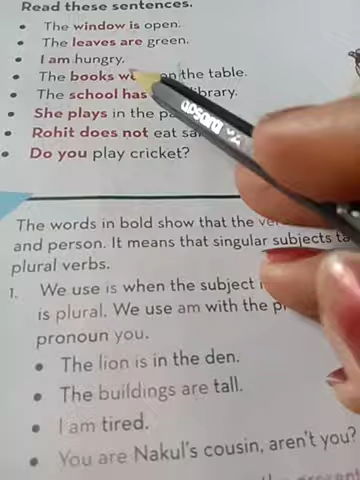 Read these sentences.
• The window is open.
• The leaves are green.
• I am hungry.
• The books on the table.
• The school has library.
• She plays in the
• Rohit does not eat
• Do you play cricket?
DOMS
The words in bold show that the
and person. It means that singular subjects
plural verbs.
1. We use is when the subject
is plural. We use am with the
pronoun you.
• The lion is in the den.
• The buildings are tall.
• I am tired.
• You are Nakul's cousin, aren't you?